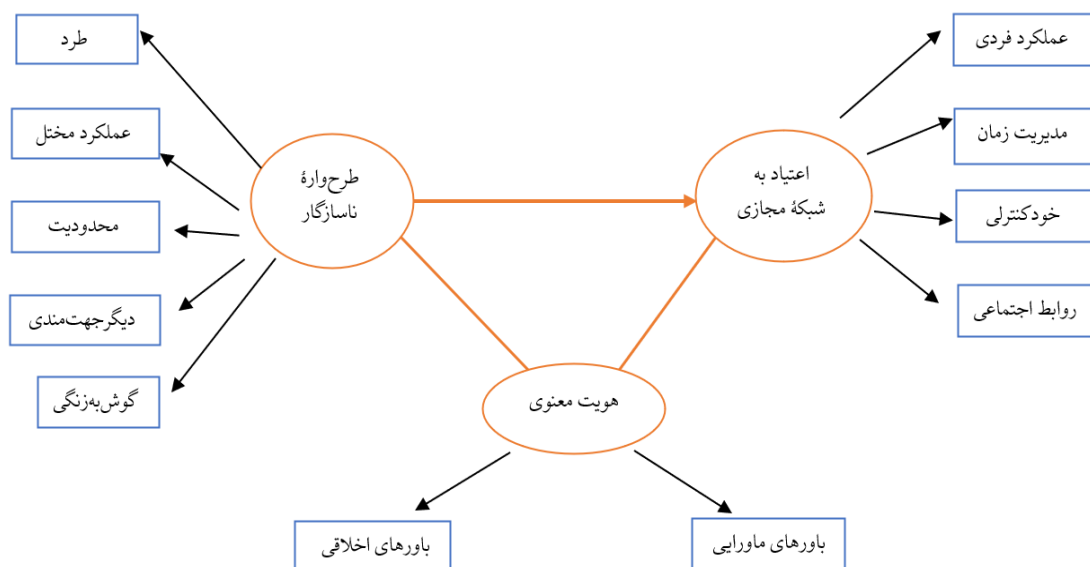 طرد
عملکرد فردی
عملکرد مختل
مدیریت زمان
طرح‌وارهٔ
ناسازگار
اعتیاد به
شبکهٔ مجازی
محدودیت
خودکنترلی
دیگرجهت‌مندی
روابط اجتماعی
گوش‌به‌زنگی
هویت معنوی
باورهای ماورایی
باورهای اخلاقی